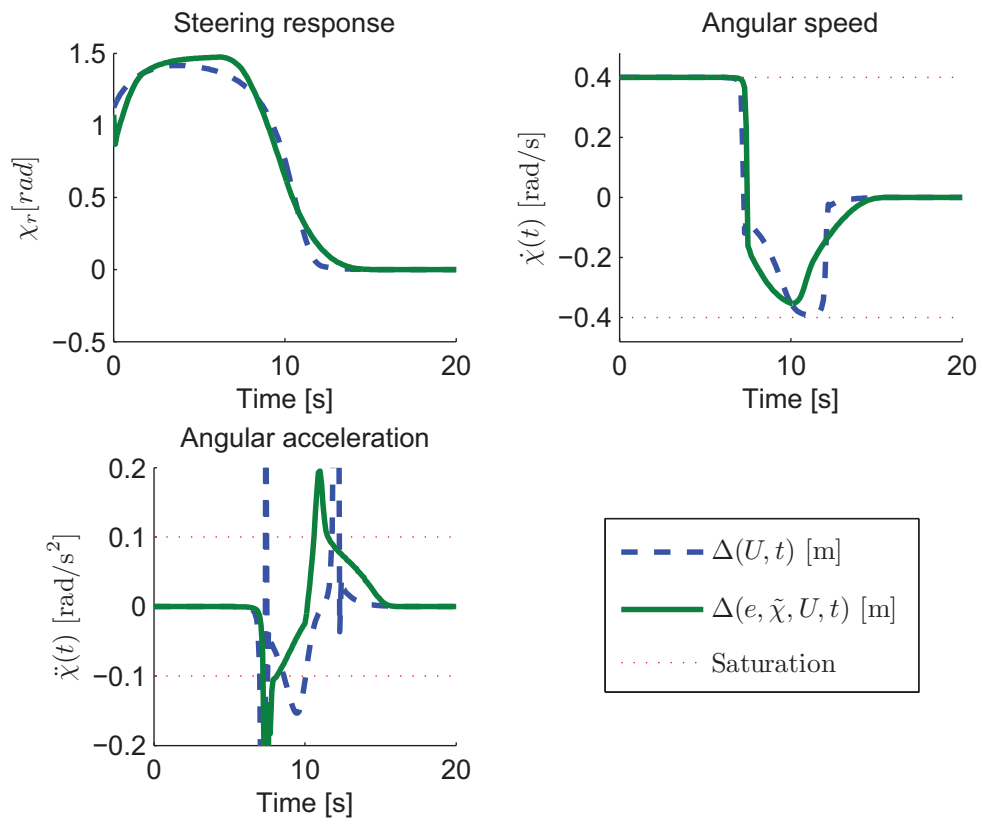 Steering response
χr[rad]
1.5
1
0.5
0
−0.5
0 10 20
Time [s]
Angular speed
χ̇(t) [rad/s]
0.4
0.2
0
−0.2
−0.4
0 10 20
Time [s]
Angular acceleration
χ̈(t) [rad/s²]
0.2
0.1
0
−0.1
−0.2
0 10 20
Time [s]
Δ(U, t) [m]
Δ(e, χ̃, U, t) [m]
Saturation